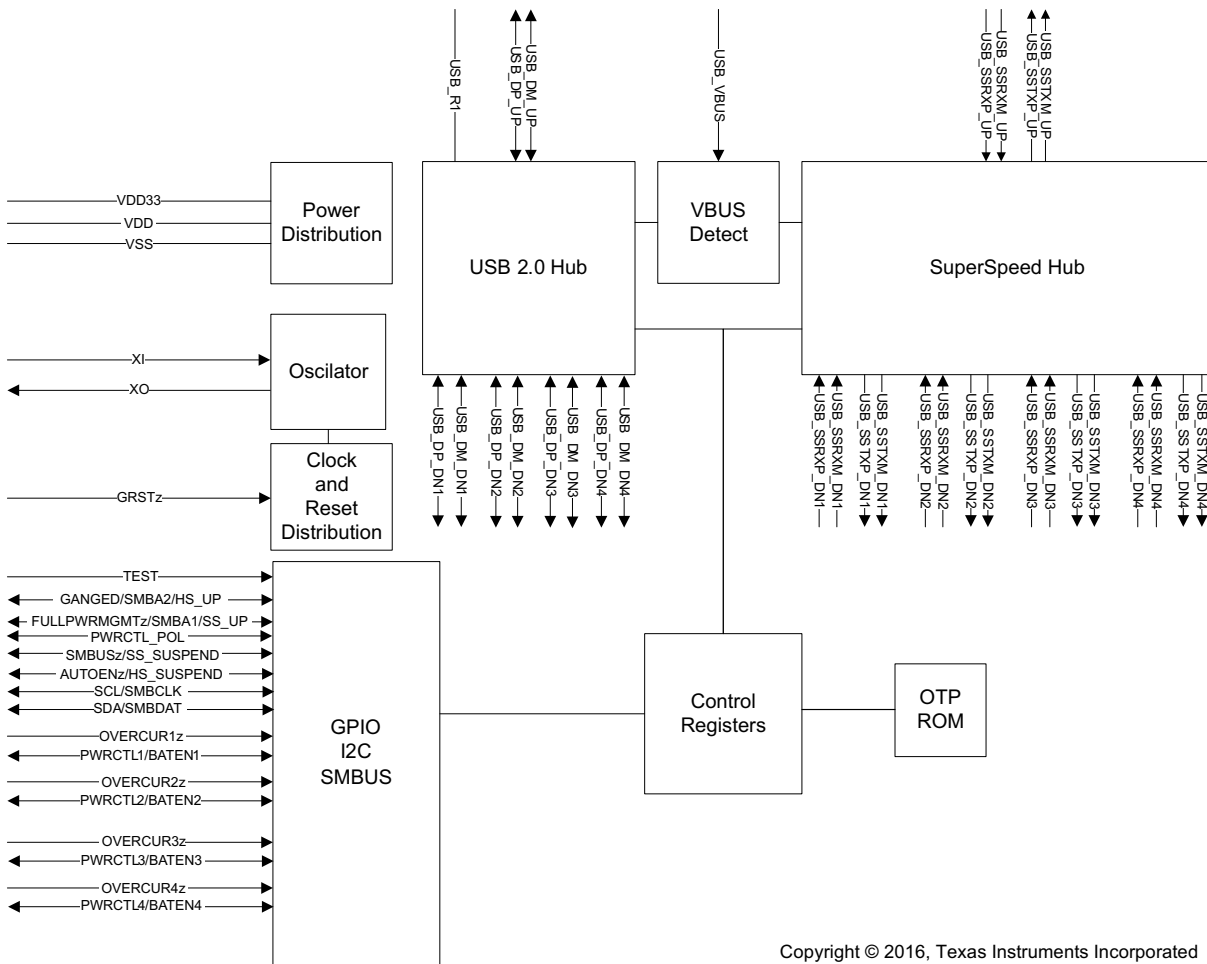 USB_R1
USB_DP_UP
USB_DM_UP
USB_VBUS
USB_SSRXP_UP
USB_SSRXM_UP
USB_SSTXP_UP
USB_SSTXM_UP
VDD33
VDD
VSS
Power
Distribution
USB 2.0 Hub
VBUS
Detect
SuperSpeed Hub
XI
XO
Oscilator
GRSTz
Clock
and
Reset
Distribution
USB_DP_DN1
USB_DM_DN1
USB_DP_DN2
USB_DM_DN2
USB_DP_DN3
USB_DM_DN3
USB_DP_DN4
USB_DM_DN4
USB_SSRXP_DN1
USB_SSRXM_DN1
USB_SSTXP_DN1
USB_SSTXM_DN1
USB_SSRXP_DN2
USB_SSRXM_DN2
USB_SSTXP_DN2
USB_SSTXM_DN2
USB_SSRXP_DN3
USB_SSRXM_DN3
USB_SSTXP_DN3
USB_SSTXM_DN3
USB_SSRXP_DN4
USB_SSRXM_DN4
USB_SSTXP_DN4
USB_SSTXM_DN4
TEST
GANGED/SMBA2/HS_UP
FULLPWRMGMTz/SMBA1/SS_UP
PWRCTL_POL
SMBUSz/SS_SUSPEND
AUTOENz/HS_SUSPEND
SCL/SMBCLK
SDA/SMBDAT
OVERCUR1z
PWRCTL1/BATEN1
OVERCUR2z
PWRCTL2/BATEN2
OVERCUR3z
PWRCTL3/BATEN3
OVERCUR4z
PWRCTL4/BATEN4
GPIO
I2C
SMBUS
Control
Registers
OTP
ROM
Copyright © 2016, Texas Instruments Incorporated